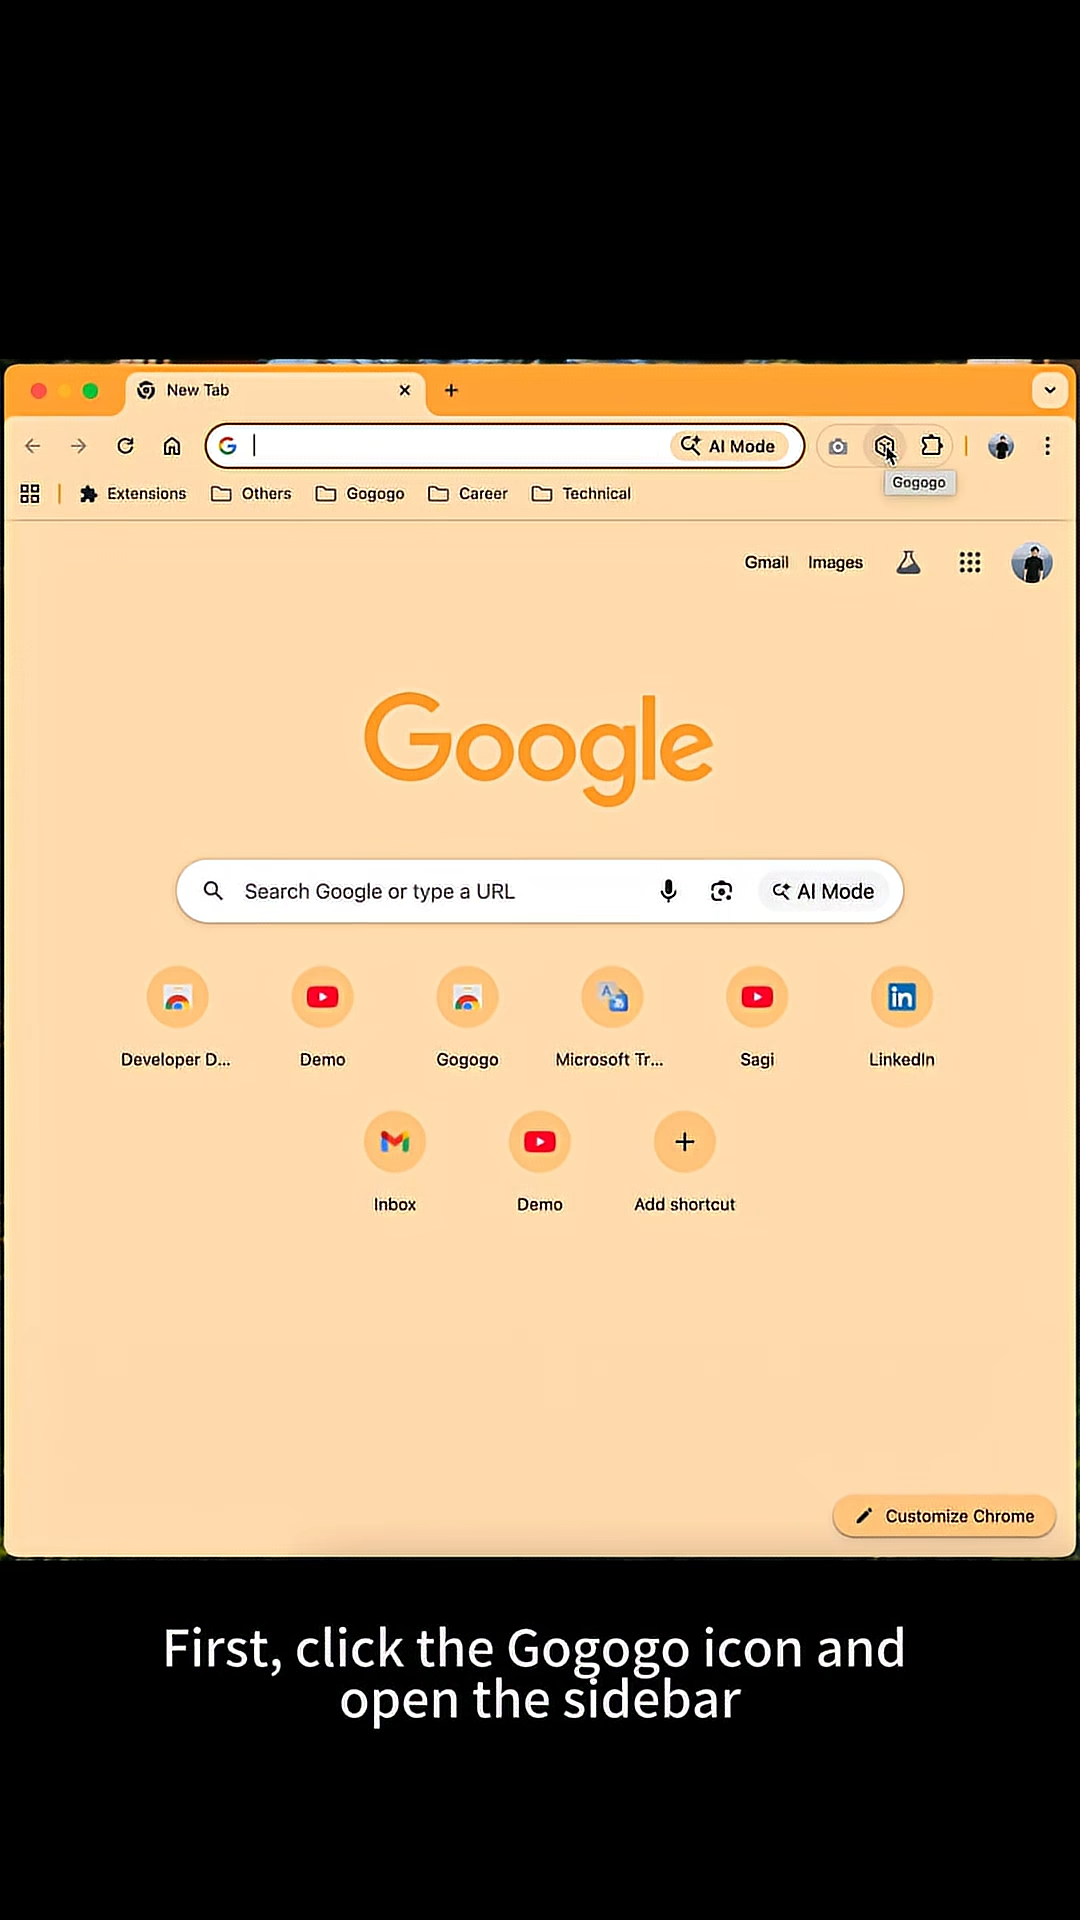 New Tab
AI Mode
Gogogo
Extensions
Others
Gogogo
Career
Technical
Gmail
Images
Google
Search Google or type a URL
AI Mode
Developer D...
Demo
Gogogo
Microsoft Tr...
Sagi
LinkedIn
Inbox
Demo
Add shortcut
Customize Chrome
First, click the Gogogo icon and
open the sidebar